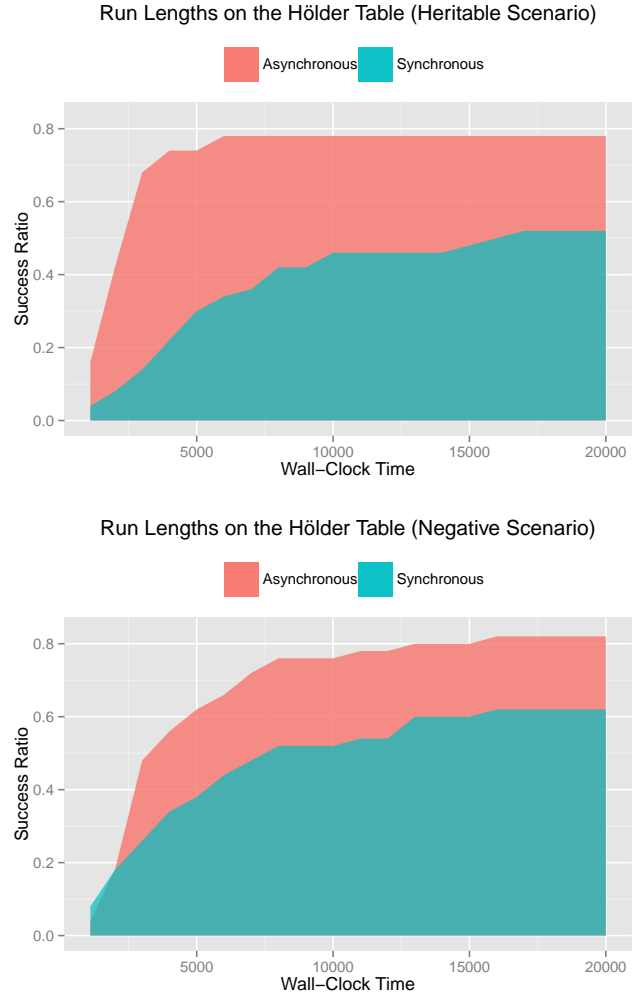 Run Lengths on the Hölder Table (Heritable Scenario)
Asynchronous Synchronous
0.8
0.6
0.4
0.2
0.0
Success Ratio
5000 10000 15000 20000
Wall−Clock Time
Run Lengths on the Hölder Table (Negative Scenario)
Asynchronous Synchronous
0.8
0.6
0.4
0.2
0.0
Success Ratio
5000 10000 15000 20000
Wall−Clock Time